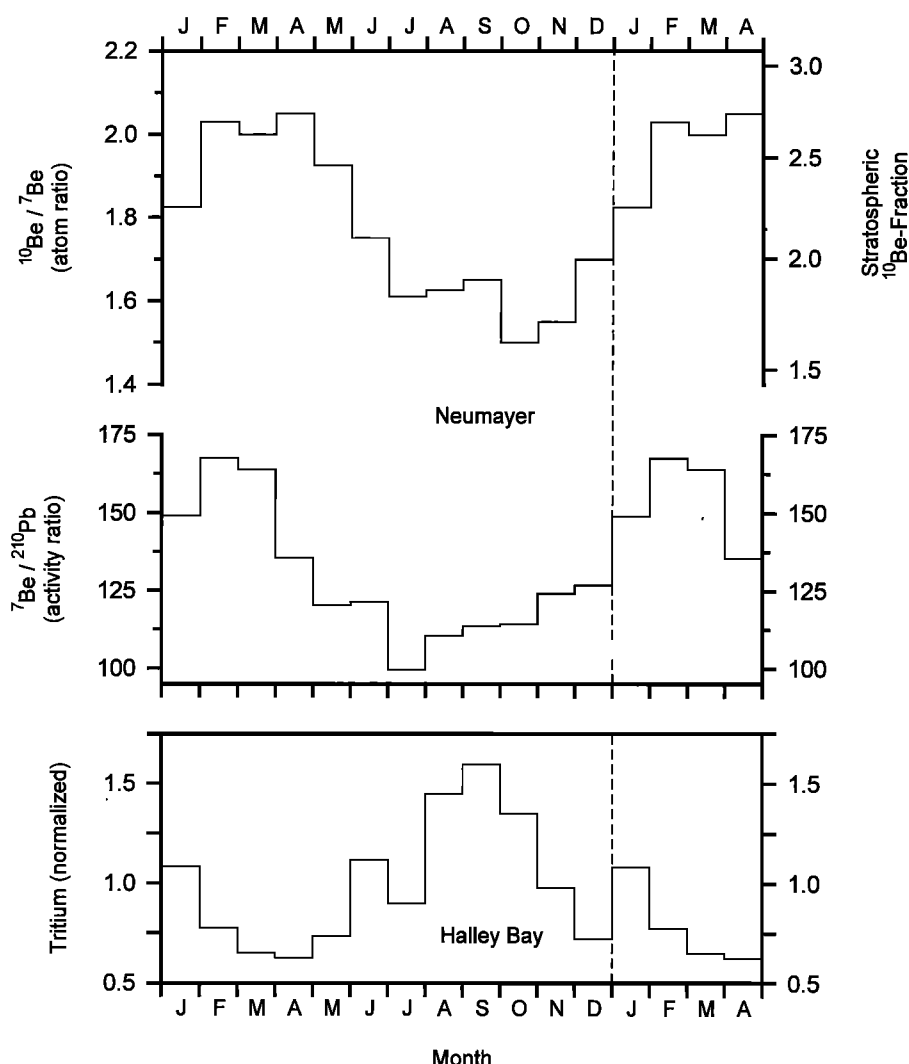 J F M A M J J A S O N D J F M A
2.2
2.0
1.8
1.6
1.4
10Be / 7Be
(atom ratio)
3.0
2.5
2.0
1.5
Stratospheric
10Be-Fraction
Neumayer
175
150
125
100
7Be / 210Pb
(activity ratio)
175
150
125
100
1.5
1.0
0.5
Tritium (normalized)
1.5
1.0
0.5
Halley Bay
J F M A M J J A S O N D J F M A
Month